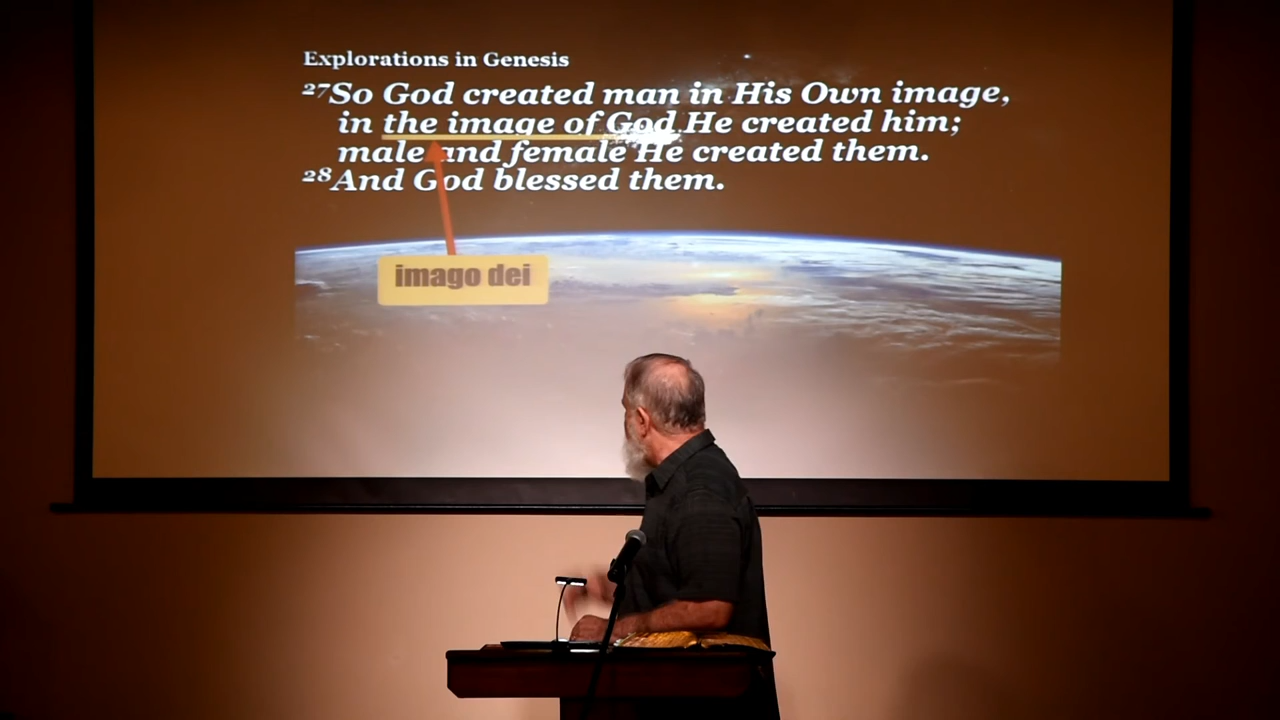 Explorations in Genesis
27So God created man in His Own image,
in the image of God He created him;
male and female He created them.
28And God blessed them.
imago dei